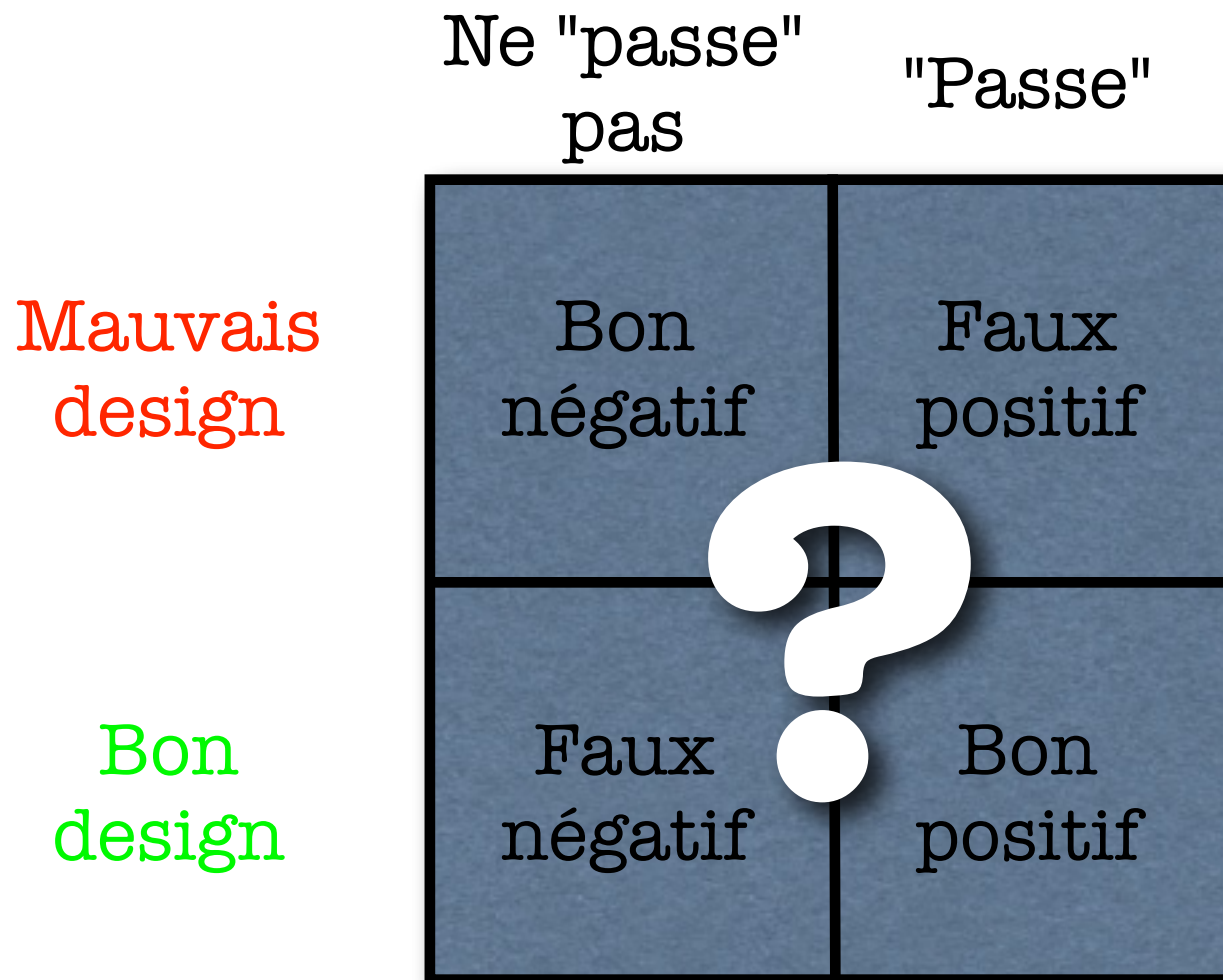 Ne "passe"
pas
"Passe"
Mauvais
design
Bon
négatif
Faux
positif
?
Bon
design
Faux
négatif
Bon
positif